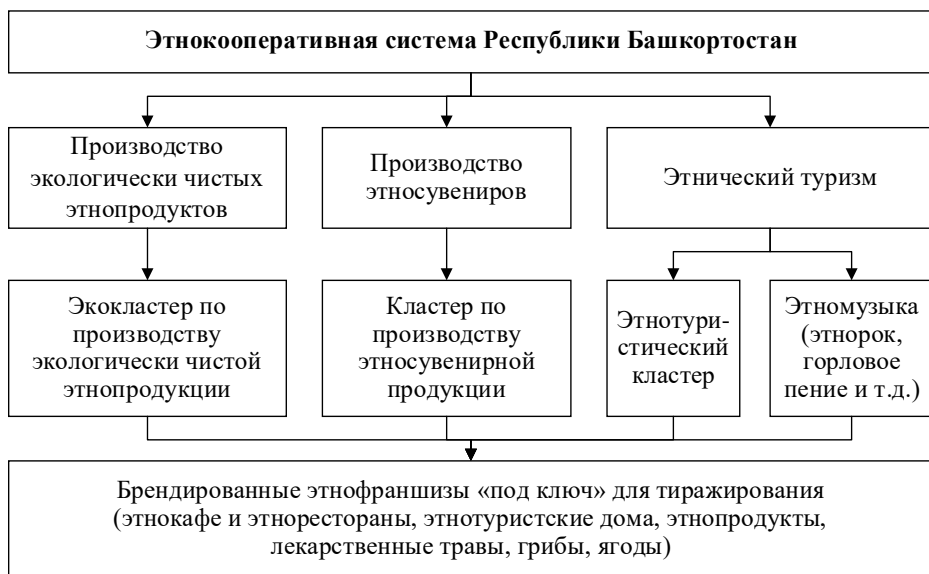 Этнокооперативная система Республики Башкортостан
Производство
экологически чистых
этнопродуктов
Производство
этносувениров
Этнический туризм
Экокластер по
производству
экологически чистой
этнопродукции
Кластер по
производству
этносувенирной
продукции
Этнотури-
стический
кластер
Этномузыка
(этнорок,
горловое
пение и т.д.)
Брендированные этнофраншизы «под ключ» для тиражирования
(этнокафе и этнорестораны, этнотуристские дома, этнопродукты,
лекарственные травы, грибы, ягоды)